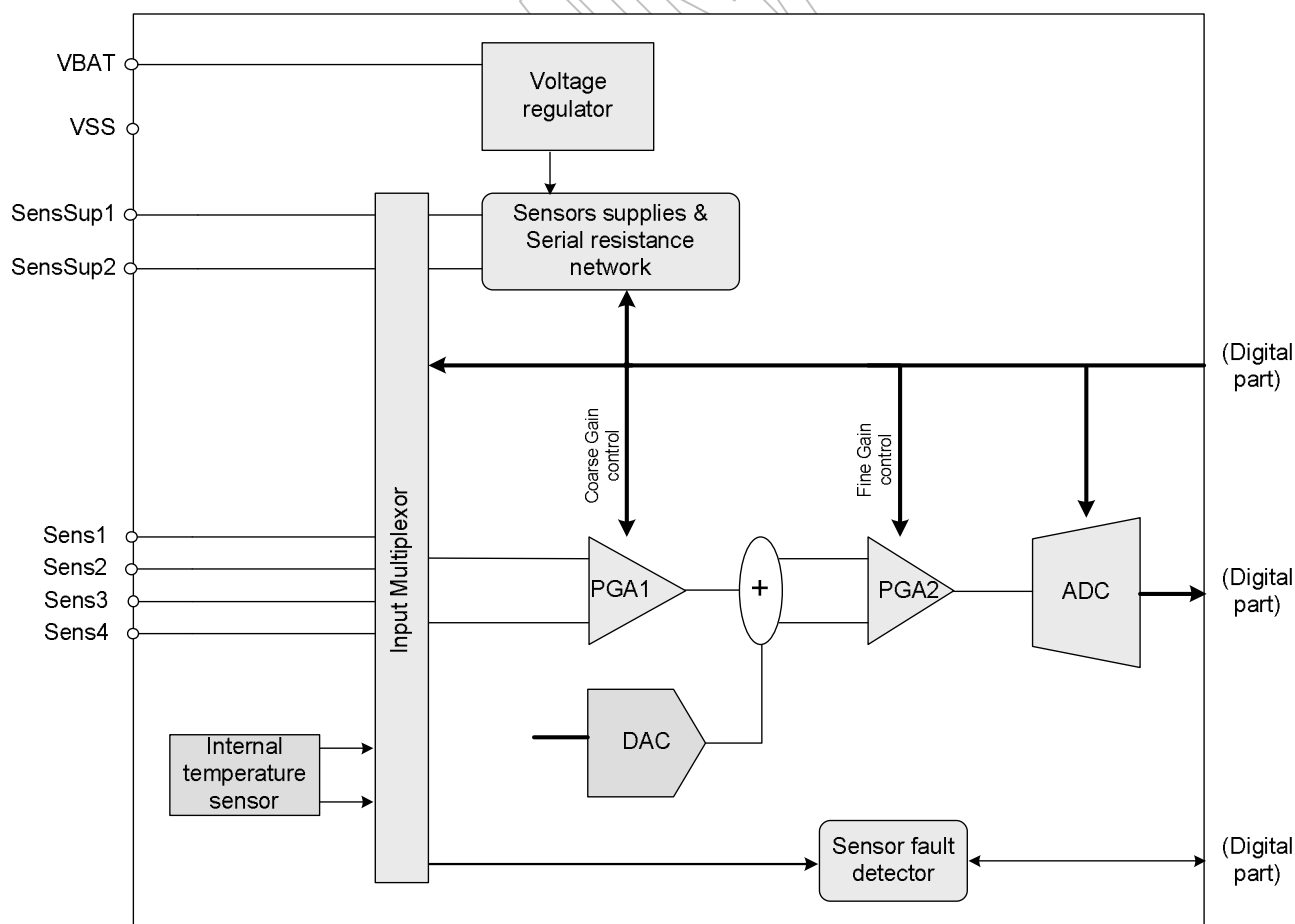 VBAT
Voltage
regulator
VSS
SensSup1
Sensors supplies &
Serial resistance
network
SensSup2
(Digital
part)
Coarse Gain
control
Fine Gain
control
Input Multiplexor
Sens1
Sens2
Sens3
Sens4
PGA1
+
PGA2
ADC
(Digital
part)
DAC
Internal
temperature
sensor
Sensor fault
detector
(Digital
part)